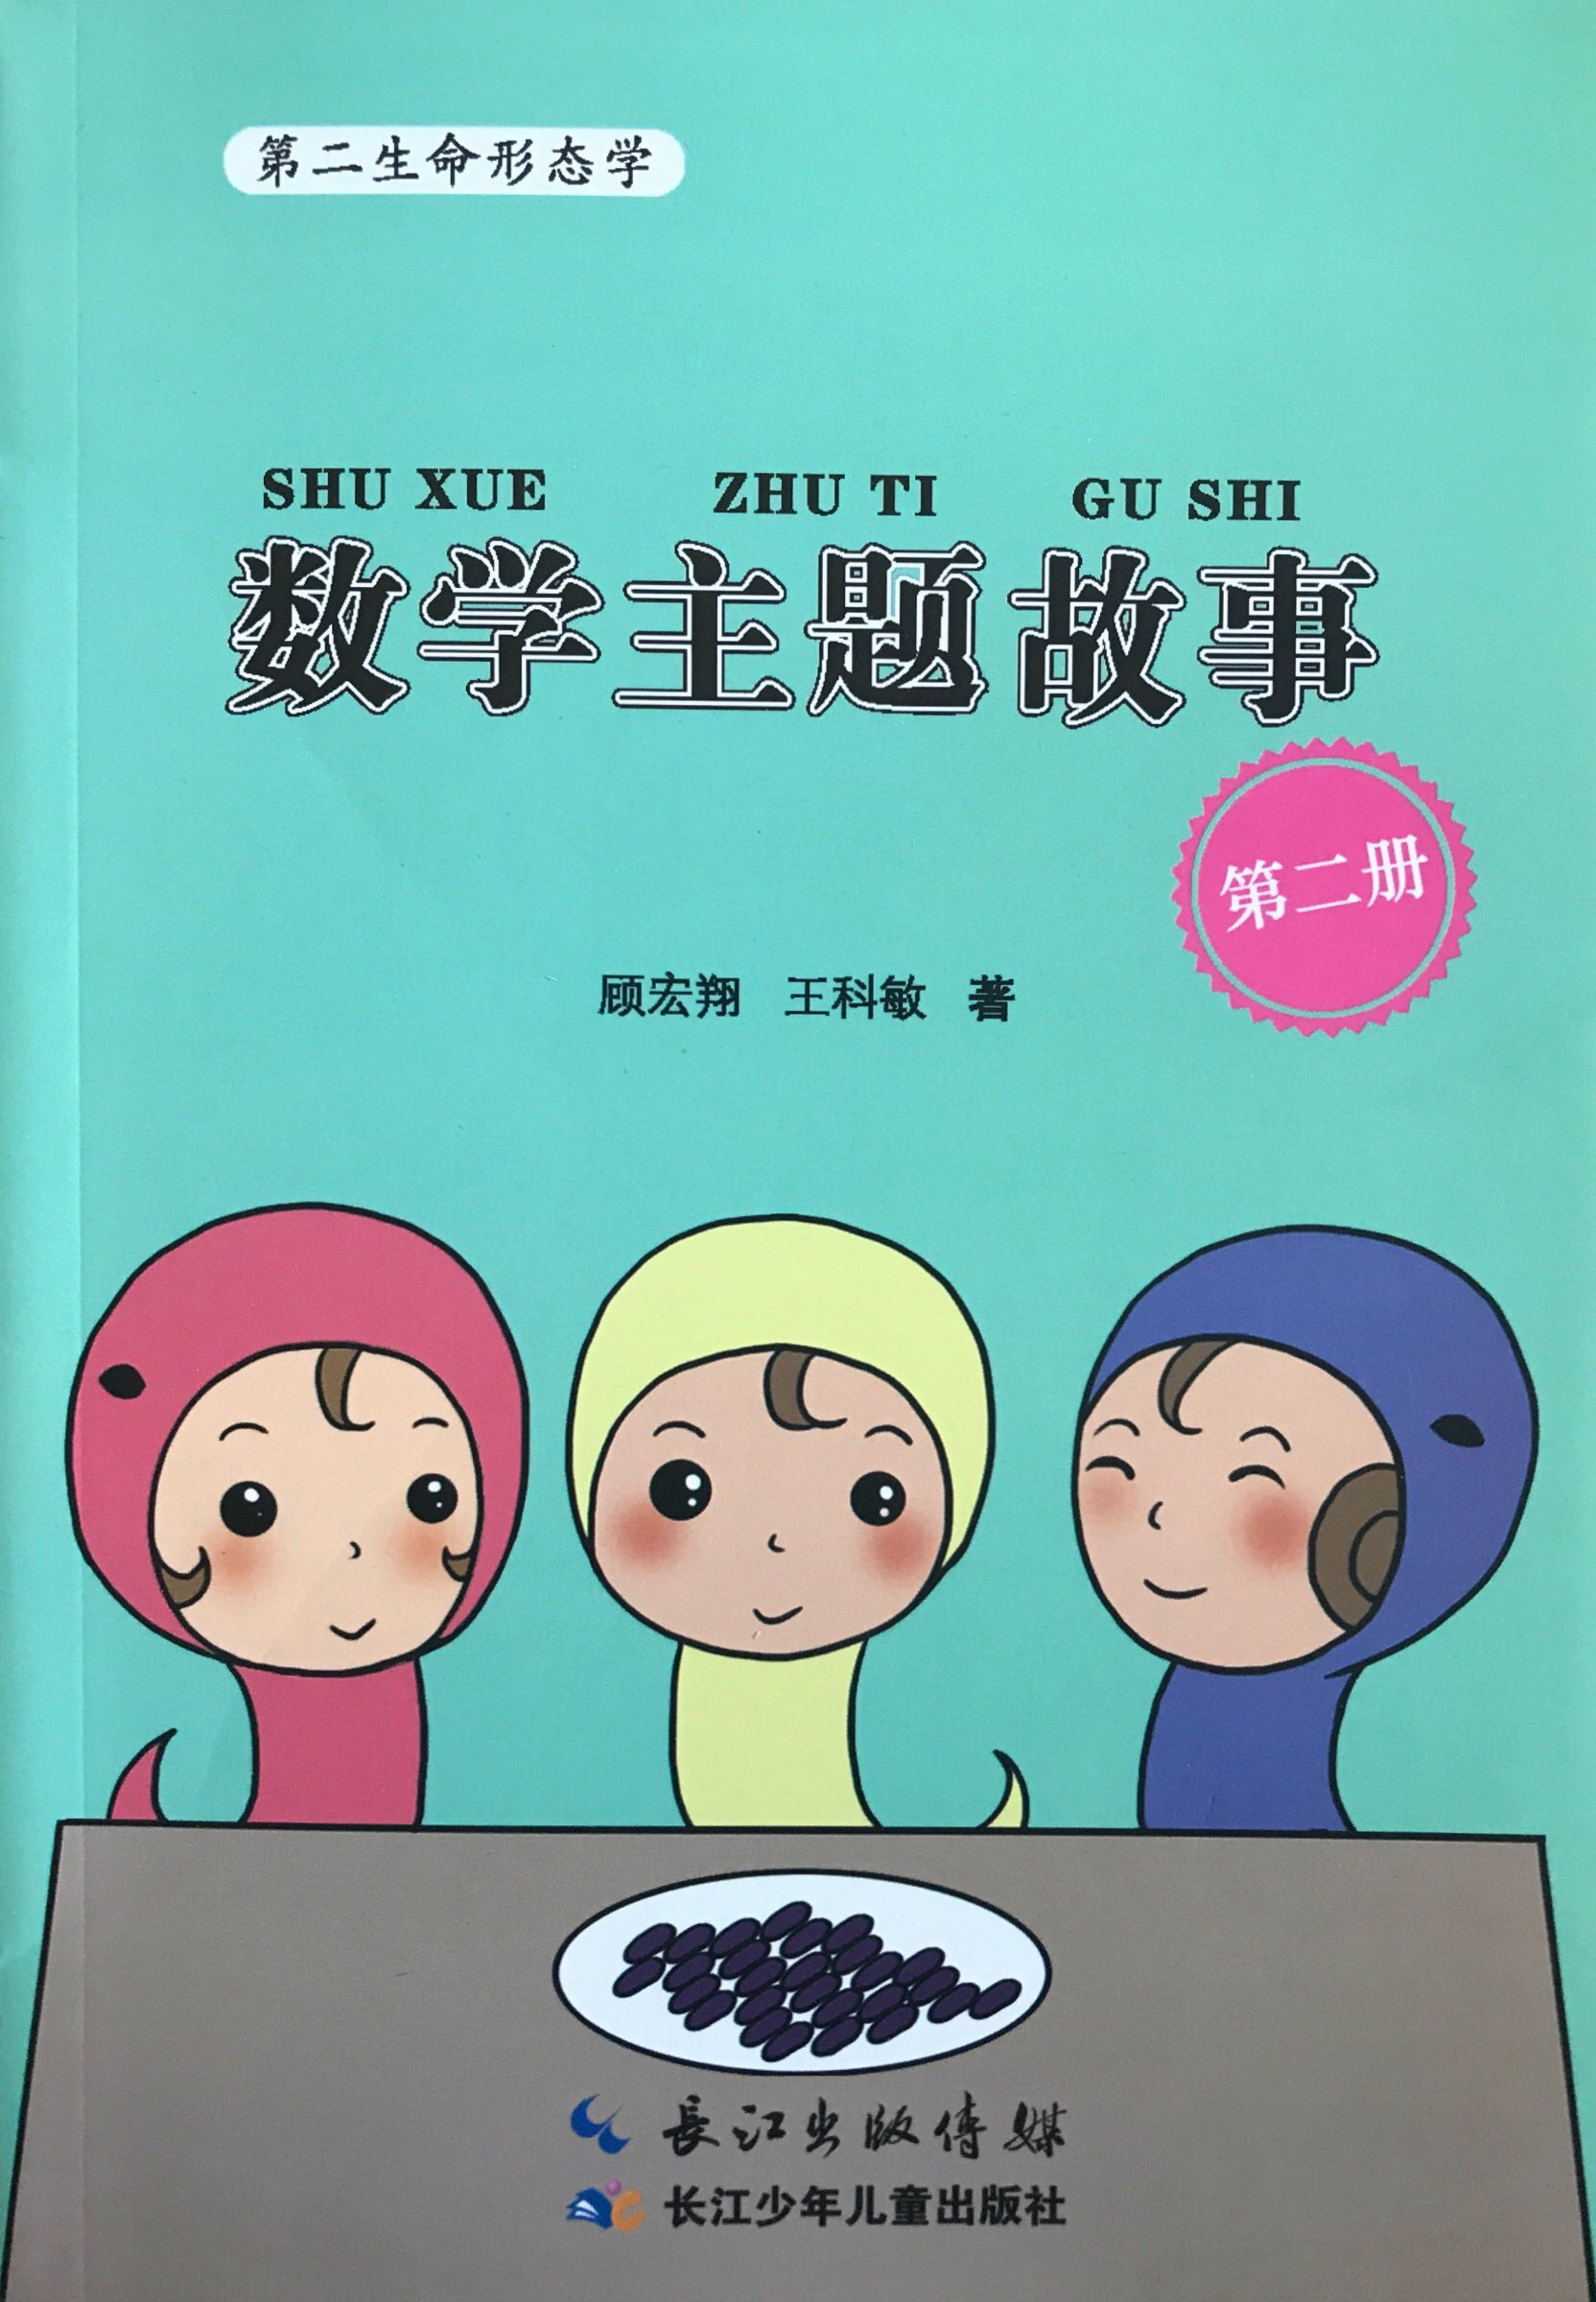 第二生命形态学
SHU XUE ZHU TI GU SHI
数学主题故事
第二册
顾宏翔 王科敏 著
長江出版传媒
长江少年儿童出版社